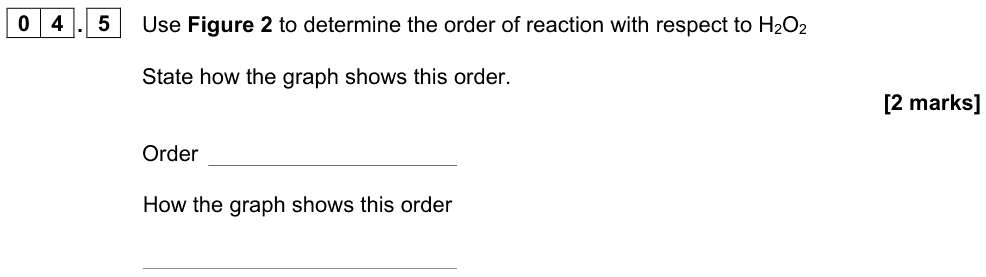 0 4 . 5 Use Figure 2 to determine the order of reaction with respect to H₂O₂
State how the graph shows this order.
[2 marks]
Order
How the graph shows this order